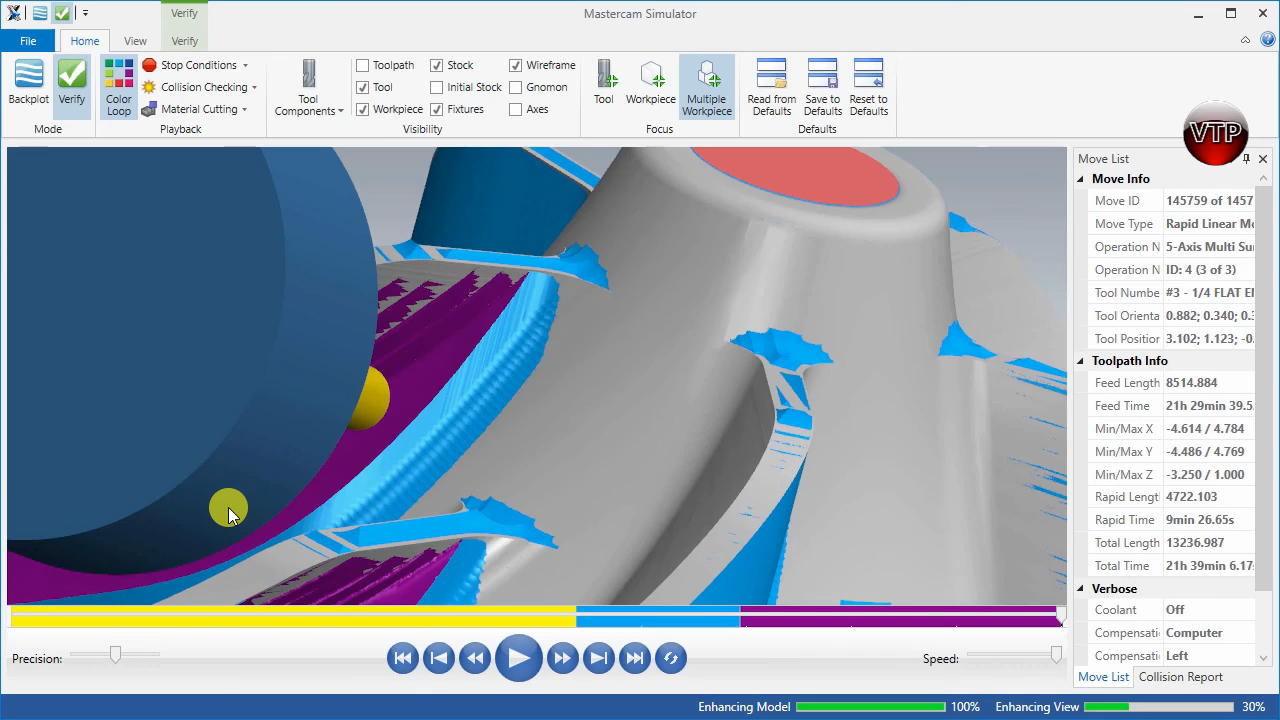 Verify
Mastercam Simulator
File
Home
View
Verify
Backplot
Verify
Mode
Color
Loop
Stop Conditions
Collision Checking
Material Cutting
Playback
Tool
Components
Toolpath
Tool
Workpiece
Stock
Initial Stock
Fixtures
Wireframe
Gnomon
Axes
Visibility
Tool
Workpiece
Multiple
Workpiece
Focus
Read from
Defaults
Save to
Defaults
Reset to
Defaults
Defaults
VTP
Move List
Move Info
Move ID 145759 of 1457
Move Type Rapid Linear Mo
Operation N 5-Axis Multi Su
Operation N ID: 4 (3 of 3)
Tool Numbe #3 - 1/4 FLAT E
Tool Orienta 0.882; 0.340; 0.3
Tool Position 3.102; 1.123; -0
Toolpath Info
Feed Length 8514.884
Feed Time 21h 29min 39.5
Min/Max X -4.614 / 4.784
Min/Max Y -4.486 / 4.769
Min/Max Z -3.250 / 1.000
Rapid Length 4722.103
Rapid Time 9min 26.65s
Total Length 13236.987
Total Time 21h 39min 6.17
Verbose
Coolant Off
Compensati Computer
Compensati Left
Move List Collision Report
Precision:
Speed:
Enhancing Model 100% Enhancing View 30%